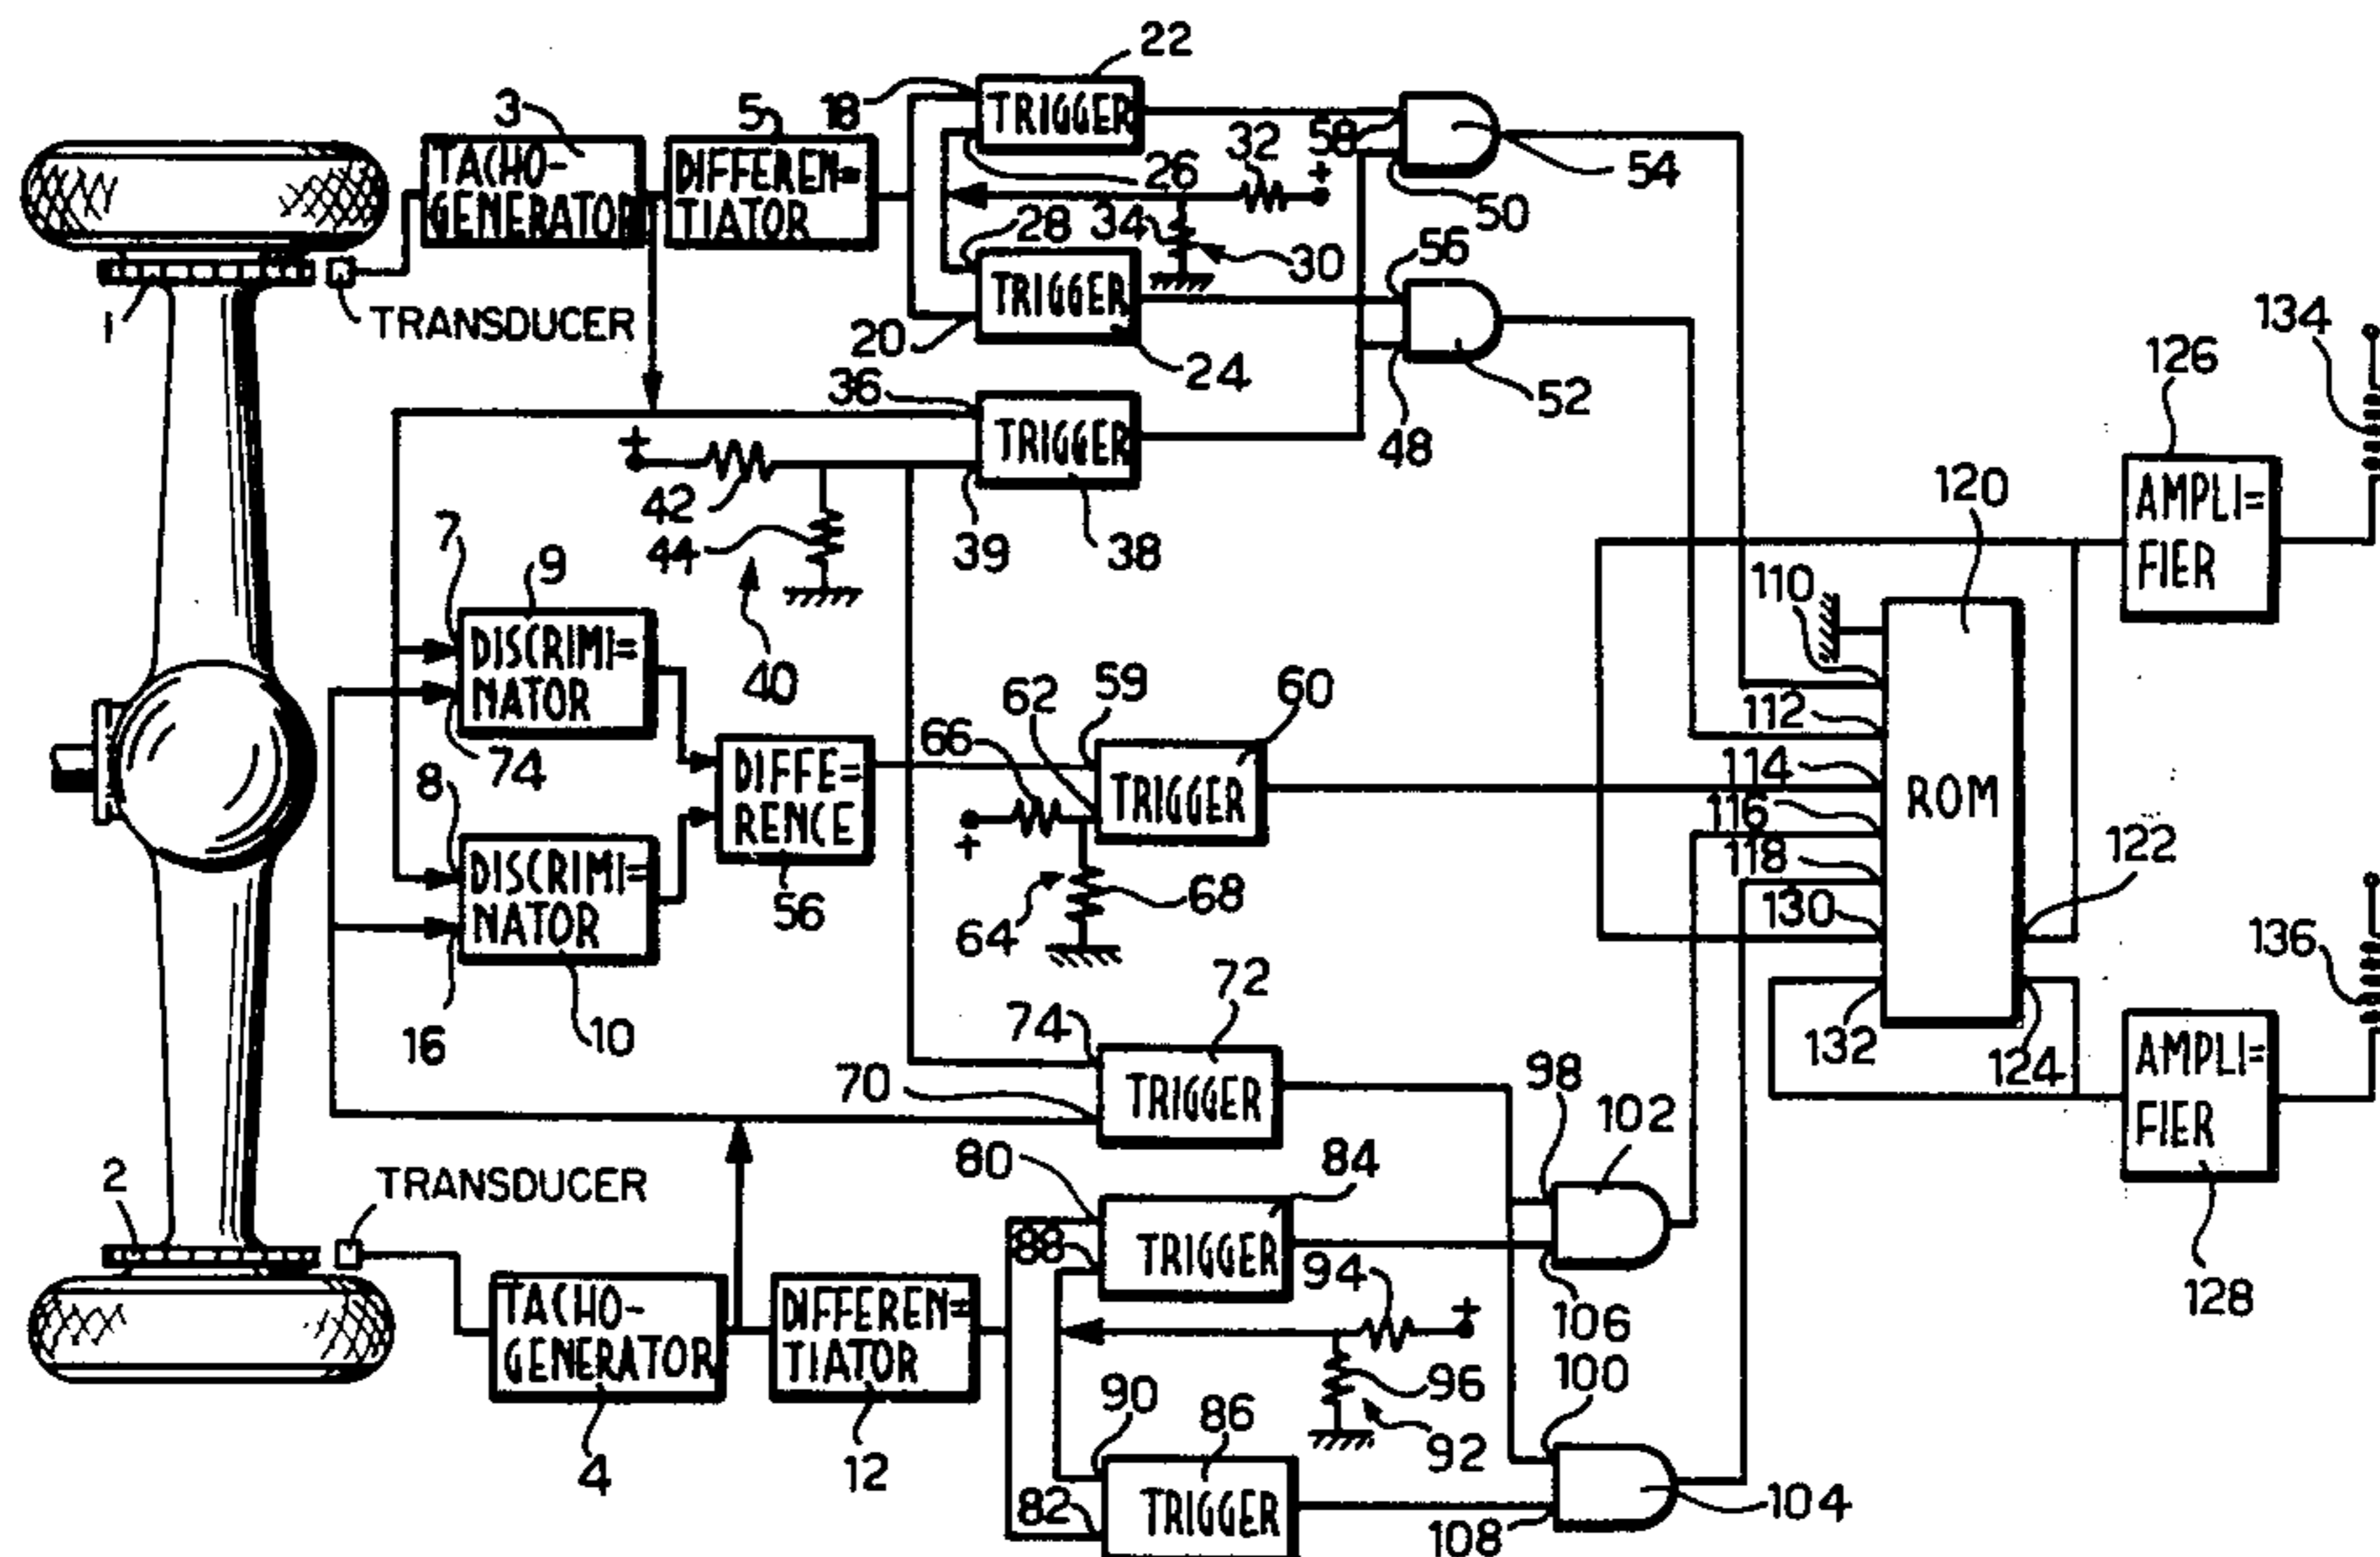 22
3
5
18
TRIGGER
TACHO-
GENERATOR
DIFFEREN=
TIATOR
32
58
+
54
26
50
1
TRANSDUCER
28
34
30
56
TRIGGER
20
24
52
134
126
36
TRIGGER
+
42
44
39
38
48
40
120
AMPLI=
FIER
7
9
DISCRIMI=
NATOR
74
110
112
114
116
118
130
ROM
122
62
59
60
66
TRIGGER
+
8
DIFFE=
RENCE
56
DISCRIMI=
NATOR
16
10
64
68
136
72
74
70
TRIGGER
132
124
AMPLI=
FIER
128
98
102
2
TRANSDUCER
80
84
88
TRIGGER
94
+
106
TACHO-
GENERATOR
4
DIFFEREN=
TIATOR
12
96
92
100
90
86
82
TRIGGER
108
104